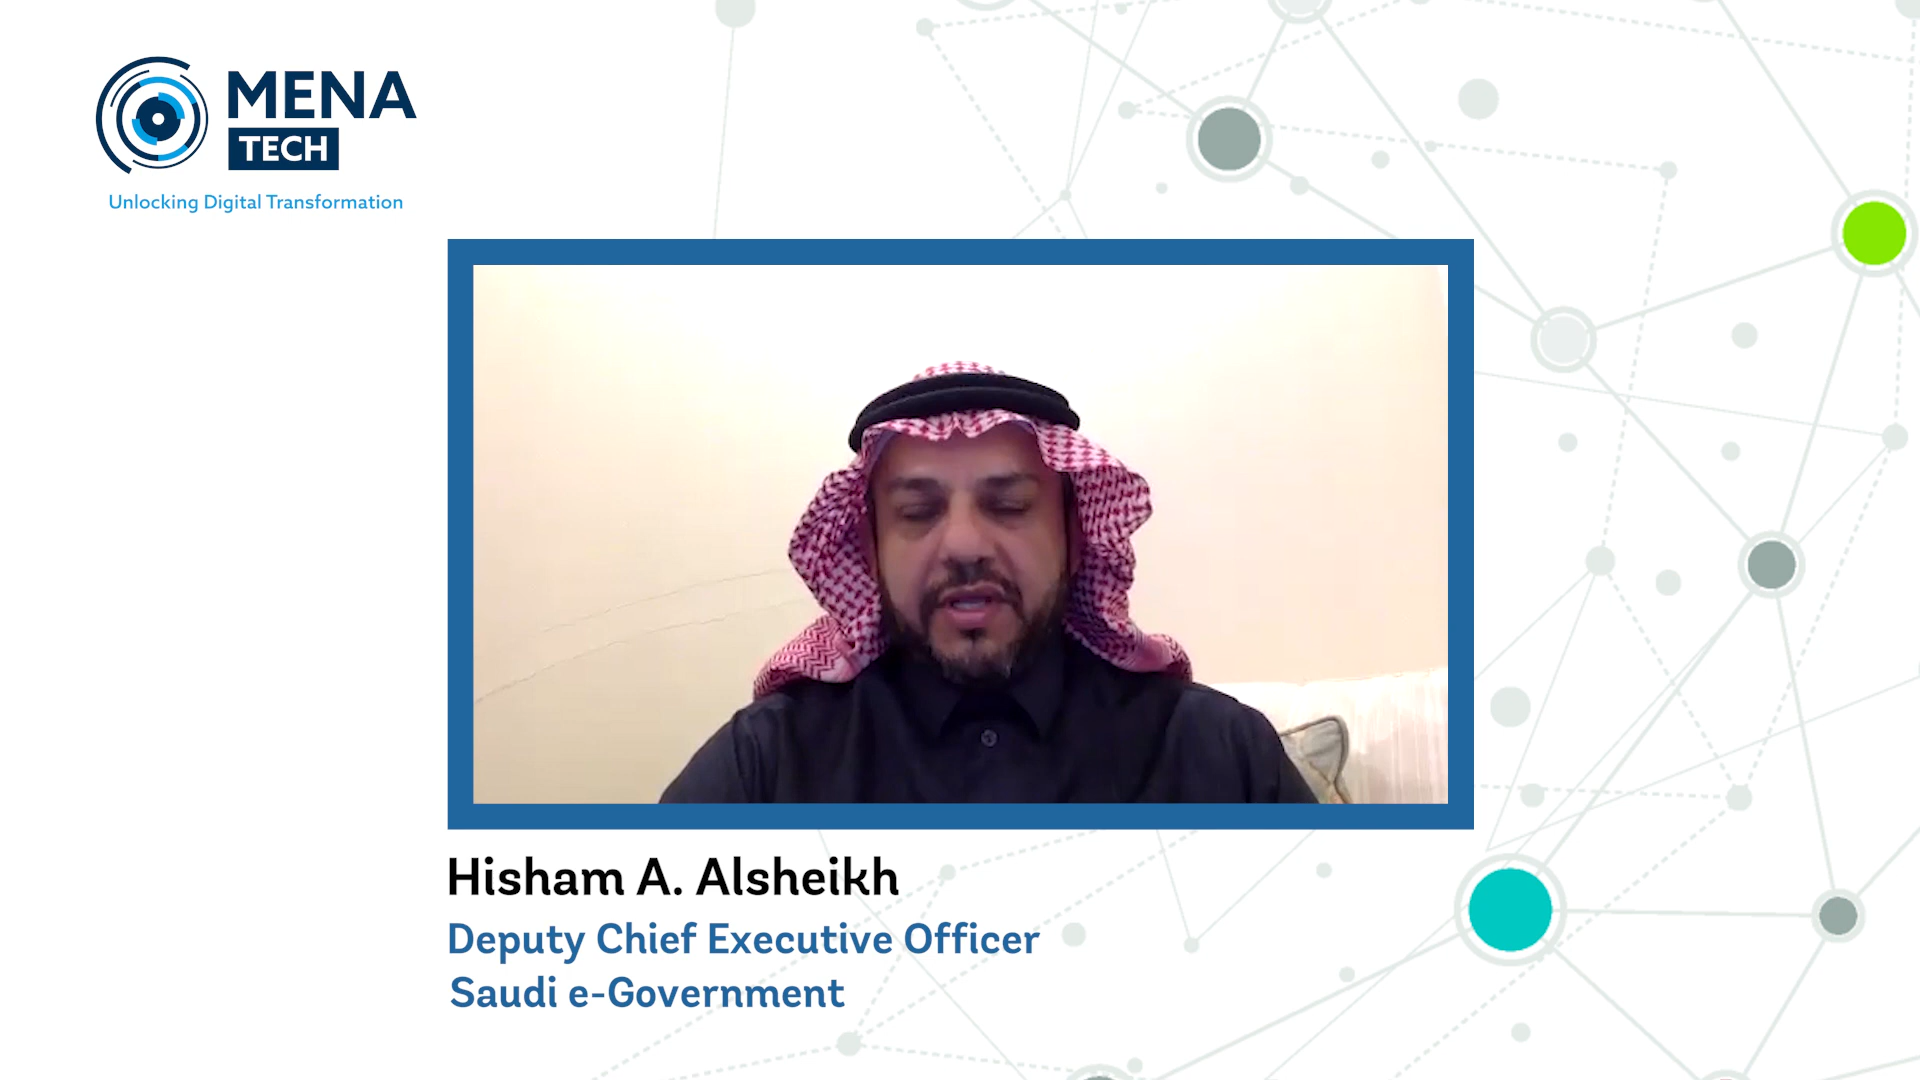 MENA
TECH
Unlocking Digital Transformation
Hisham A. Alsheikh
Deputy Chief Executive Officer
Saudi e-Government